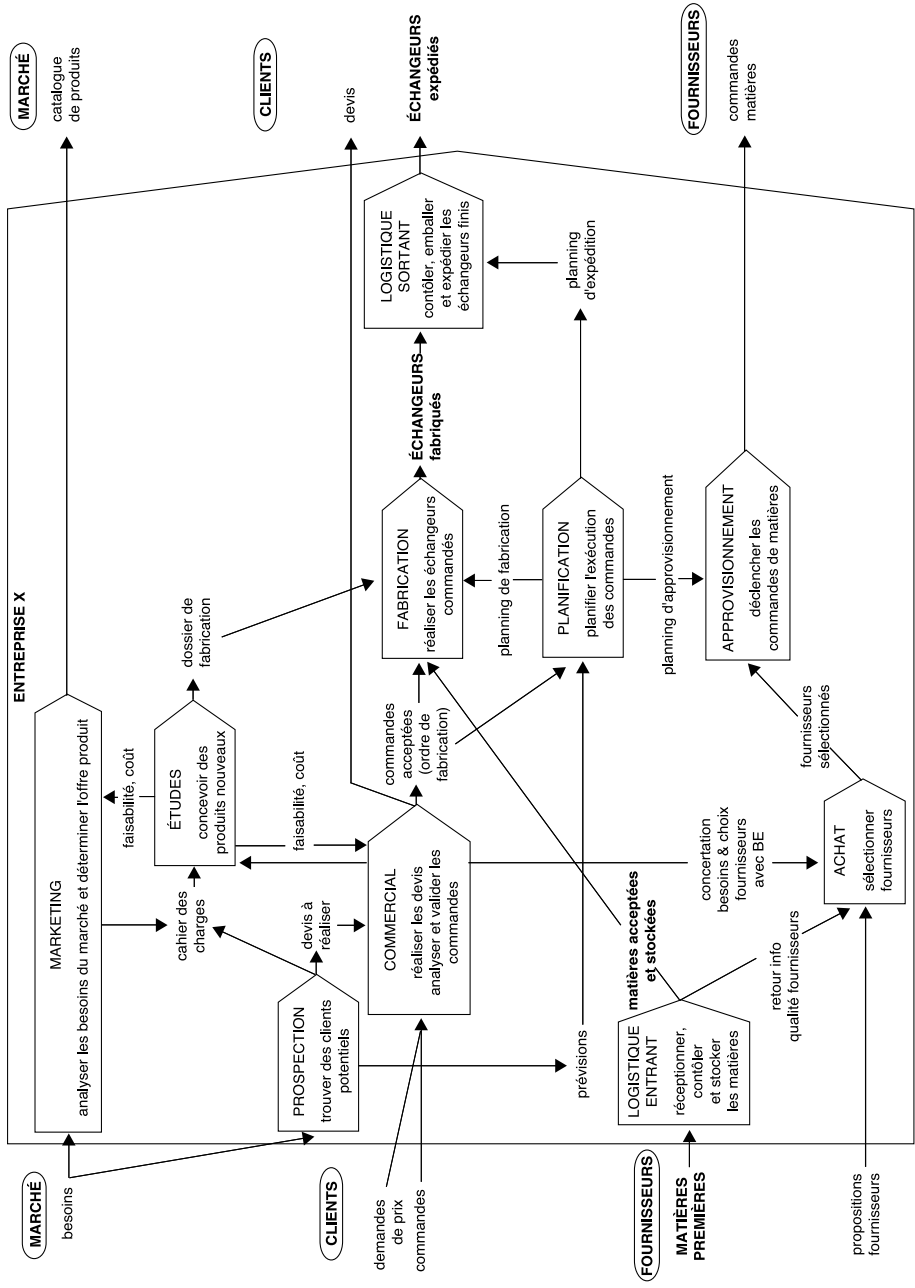 ENTREPRISE X
MARCHÉ
besoins
MARKETING
analyser les besoins du marché et déterminer l'offre produit
MARCHÉ
catalogue
de produits
cahier des
charges
ÉTUDES
concevoir des
produits nouveaux
faisabilité, coût
dossier de
fabrication
faisabilité, coût
PROSPECTION
trouver des clients
potentiels
devis à
réaliser
CLIENTS
demandes
de prix
commandes
COMMERCIAL
réaliser les devis
analyser et valider les
commandes
commandes
acceptées
(ordre de
fabrication)
FABRICATION
réaliser les échangeurs
commandés
ÉCHANGEURS
fabriqués
LOGISTIQUE
SORTANT
contôler, emballer
et expédier les
échangeurs finis
CLIENTS
devis
ÉCHANGEURS
expédiés
prévisions
planning de fabrication
PLANIFICATION
planifier l'exécution
des commandes
planning
d'expédition
planning d'approvisionnement
FOURNISSEURS
MATIÈRES
PREMIÈRES
LOGISTIQUE
ENTRANT
réceptionner,
contôler
et stocker
les matières
matières acceptées
et stockées
concertation
besoins & choix
fournisseurs
avec BE
APPROVISIONNEMENT
déclencher les
commandes de matières
FOURNISSEURS
commandes
matières
retour info
qualité fournisseurs
fournisseurs
sélectionnés
propositions
fournisseurs
ACHAT
sélectionner
fournisseurs